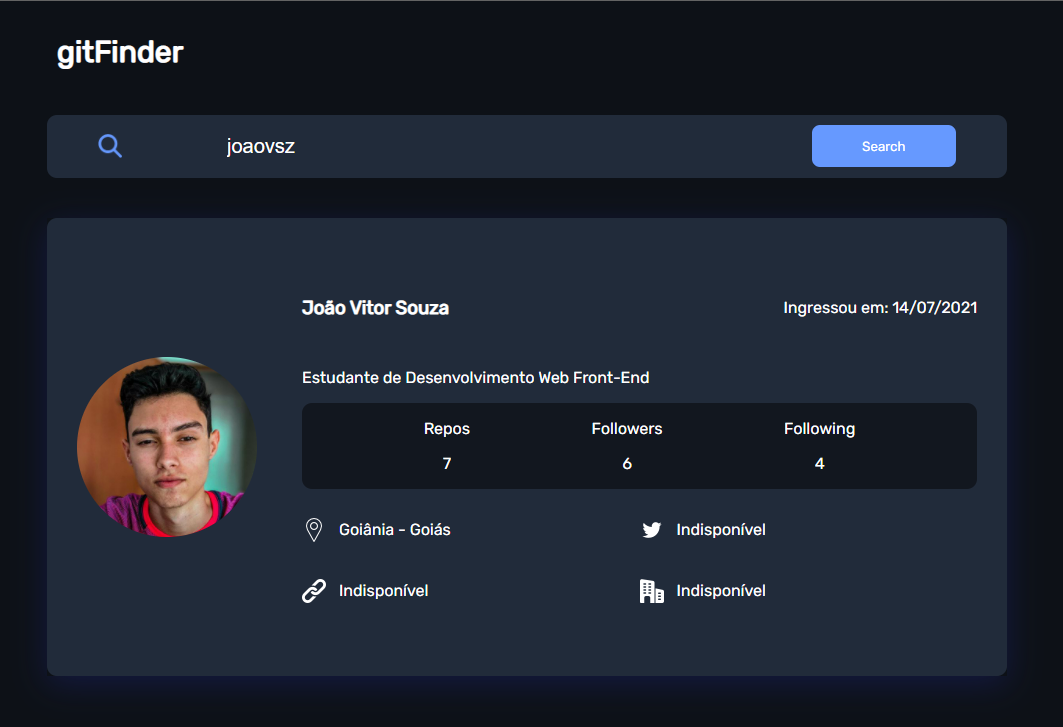 gitFinder
joaovsz
Search
João Vitor Souza
Ingressou em: 14/07/2021
Estudante de Desenvolvimento Web Front-End
Repos Followers Following
7 6 4
Goiânia - Goiás Indisponível
Indisponível Indisponível